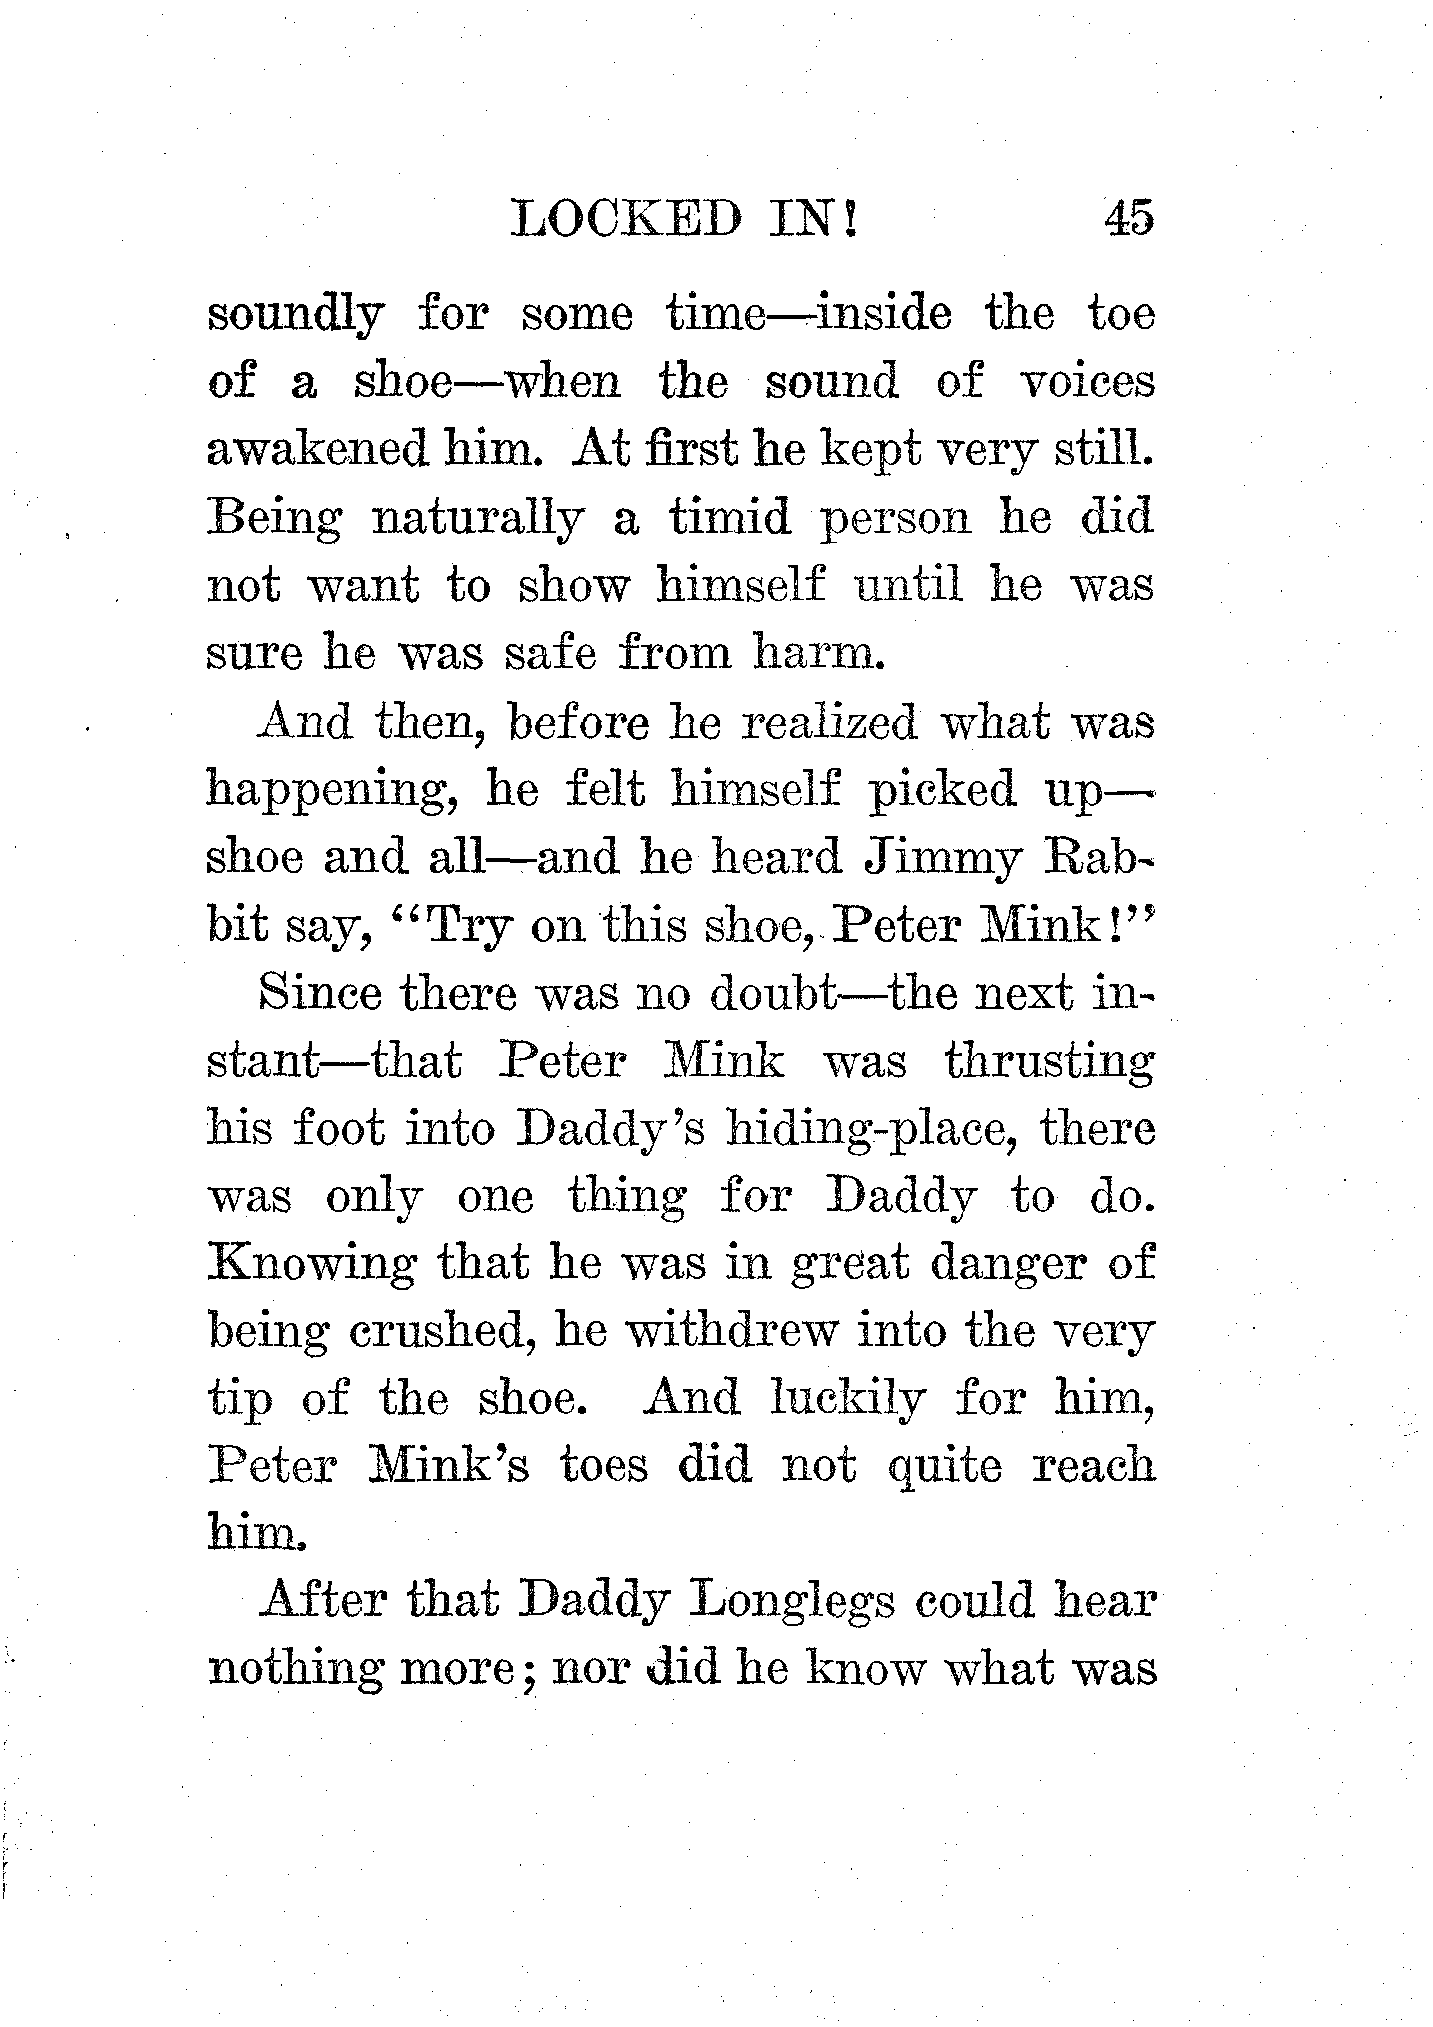 LOCKED IN! 45
soundly for some time—inside the toe
of a shoe—when the sound of voices
awakened him. At first he kept very still.
Being naturally a timid person he did
not want to show himself until he was
sure he was safe from harm.
And then, before he realized what was
happening, he felt himself picked up—
shoe and all—and he heard Jimmy Rab-
bit say, "Try on this shoe, Peter Mink!"
Since there was no doubt—the next in-
stant—that Peter Mink was thrusting
his foot into Daddy's hiding-place, there
was only one thing for Daddy to do.
Knowing that he was in great danger of
being crushed, he withdrew into the very
tip of the shoe. And luckily for him,
Peter Mink's toes did not quite reach
him.
After that Daddy Longlegs could hear
nothing more; nor did he know what was